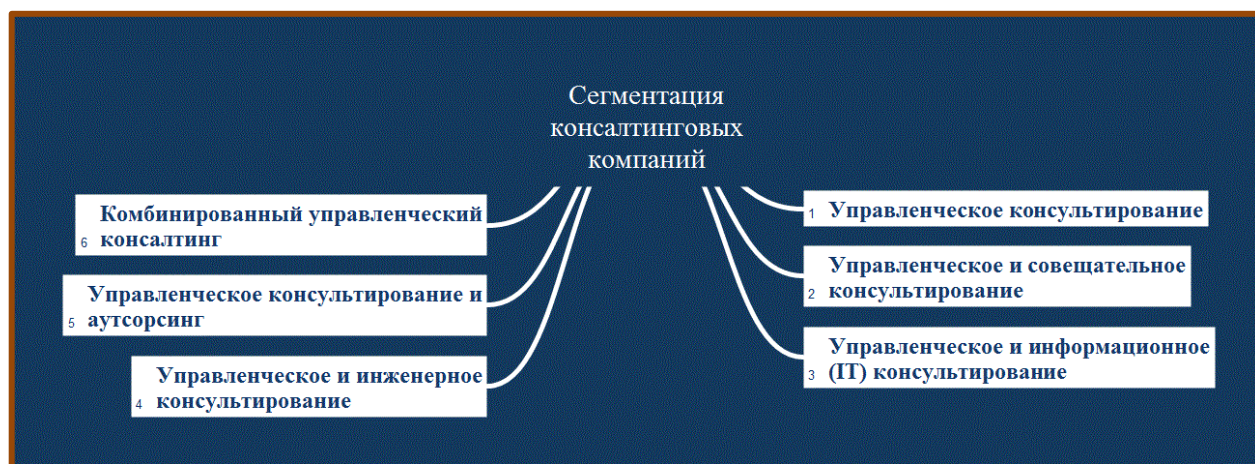 Сегментация
консалтинговых
компаний
1 Управленческое консультирование
Управленческое и совещательное
2 консультирование
Управленческое и информационное
3 (IT) консультирование
Управленческое и инженерное
4 консультирование
Управленческое консультирование и
5 аутсорсинг
Комбинированный управленческий
6 консалтинг